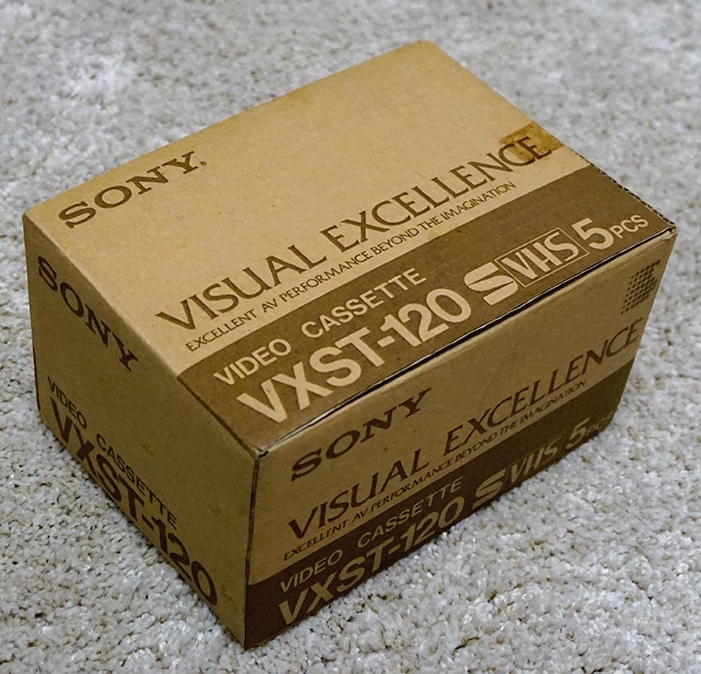 SONY®
VISUAL EXCELLENCE
EXCELLENT AV PERFORMANCE BEYOND THE IMAGINATION
VIDEO CASSETTE
VXST-120 S VHS 5 PCS
SONY
VIDEO CASSETTE
VXST-120
SONY
VISUAL EXCELLENCE
EXCELLENT AV PERFORMANCE BEYOND THE IMAGINATION
VIDEO CASSETTE
VXST-120 S VHS 5 PCS